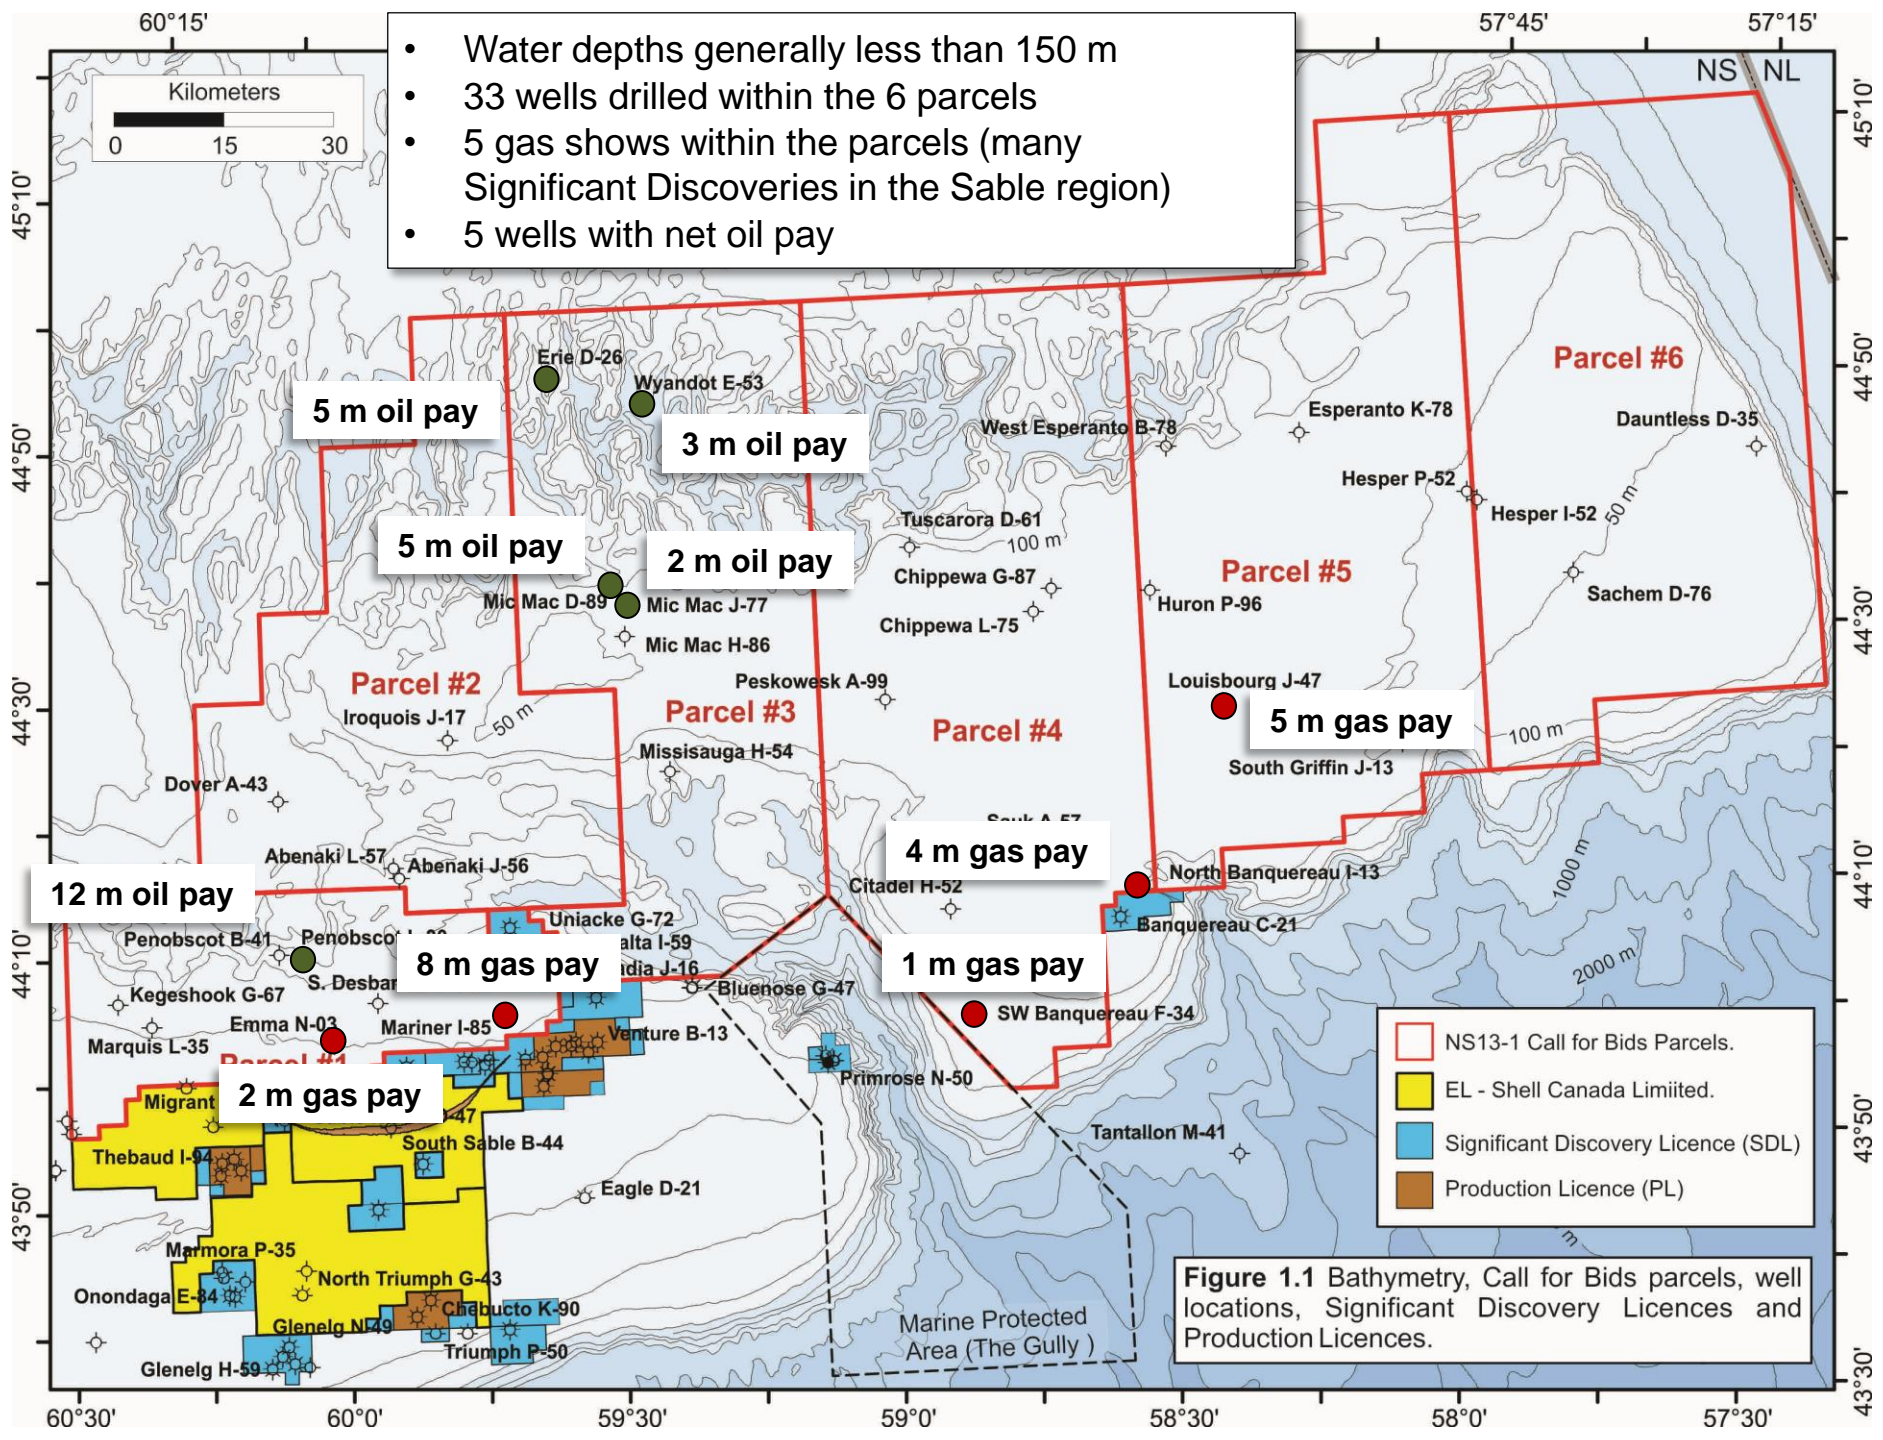 60°15'
57°45'
57°15'
• Water depths generally less than 150 m
• 33 wells drilled within the 6 parcels
• 5 gas shows within the parcels (many
Significant Discoveries in the Sable region)
• 5 wells with net oil pay
NS NL
Kilometers
0 15 30
45°10'
45°10'
Erie D-26
Wyandot E-53
5 m oil pay
3 m oil pay
West Esperanto B-78
Esperanto K-78
Parcel #6
Dauntless D-35
44°50'
44°50'
Hesper P-52
Hesper I-52
50 m
Tuscarora D-61
100 m
5 m oil pay
2 m oil pay
Chippewa G-87
Parcel #5
Mic Mac D-89
Mic Mac J-77
Huron P-96
Sachem D-76
Chippewa L-75
Mic Mac H-86
44°30'
44°30'
Parcel #2
Peskowesk A-99
Louisbourg J-47
Iroquois J-17
50 m
Parcel #3
Parcel #4
5 m gas pay
100 m
Missisauga H-54
South Griffin J-13
Dover A-43
Sauk A-57
4 m gas pay
Abenaki L-57
Abenaki J-56
North Banquereau I-13
1000 m
44°10'
12 m oil pay
Citadel H-52
Uniacke G-72
Banquereau C-21
Penobscot B-41
Penobscot
alta I-59
44°10'
8 m gas pay
1 m gas pay
2000 m
S. Desbar
dia J-16
Bluenose G-47
Kegeshook G-67
Emma N-03
Mariner I-85
Venture B-13
SW Banquereau F-34
Marquis L-35
Parcel #1
Primrose N-50
2 m gas pay
Migrant
-47
South Sable B-44
Tantallon M-41
43°50'
Thebaud I-94
Eagle D-21
43°50'
NS13-1 Call for Bids Parcels.
EL - Shell Canada Limiited.
Significant Discovery Licence (SDL)
Production Licence (PL)
m
Marmora P-35
North Triumph G-43
Onondaga E-84
Chebucto K-90
Glenelg N-49
Triumph P-50
Glenelg H-59
Marine Protected
Area (The Gully )
Figure 1.1 Bathymetry, Call for Bids parcels, well
locations, Significant Discovery Licences and
Production Licences.
43°30'
60°30'
60°0'
59°30'
59°0'
58°30'
58°0'
57°30'